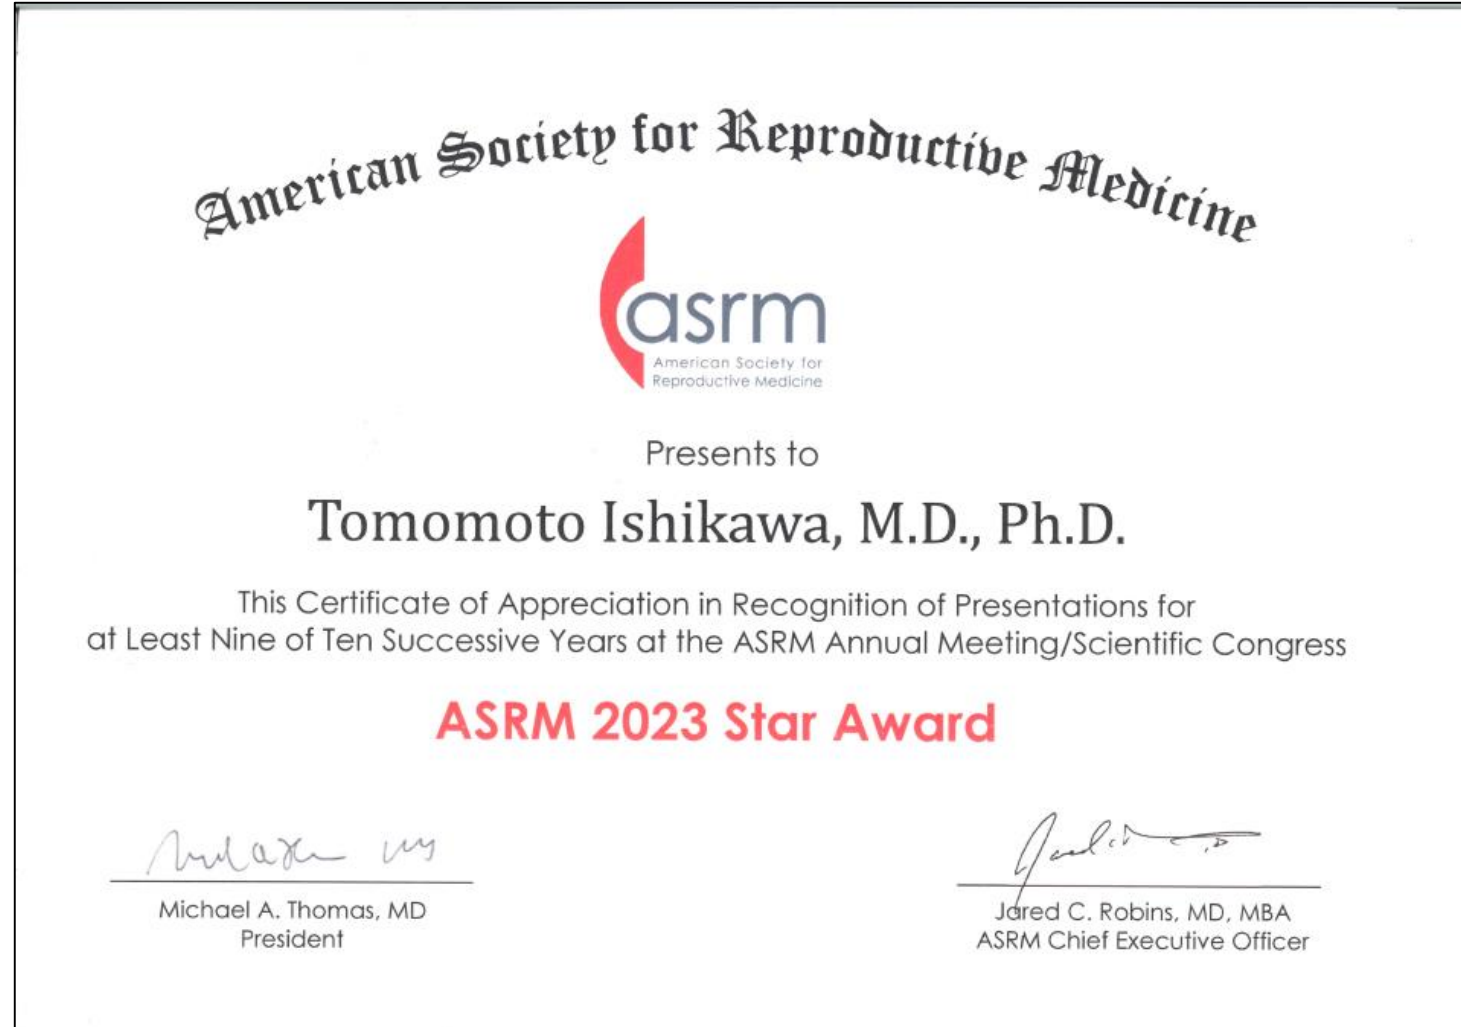 American Society for Reproductive Medicine
asrm
American Society for
Reproductive Medicine
Presents to
Tomomoto Ishikawa, M.D., Ph.D.
This Certificate of Appreciation in Recognition of Presentations for
at Least Nine of Ten Successive Years at the ASRM Annual Meeting/Scientific Congress
ASRM 2023 Star Award
Michael A. Thomas, MD
President
Jared C. Robins, MD, MBA
ASRM Chief Executive Officer